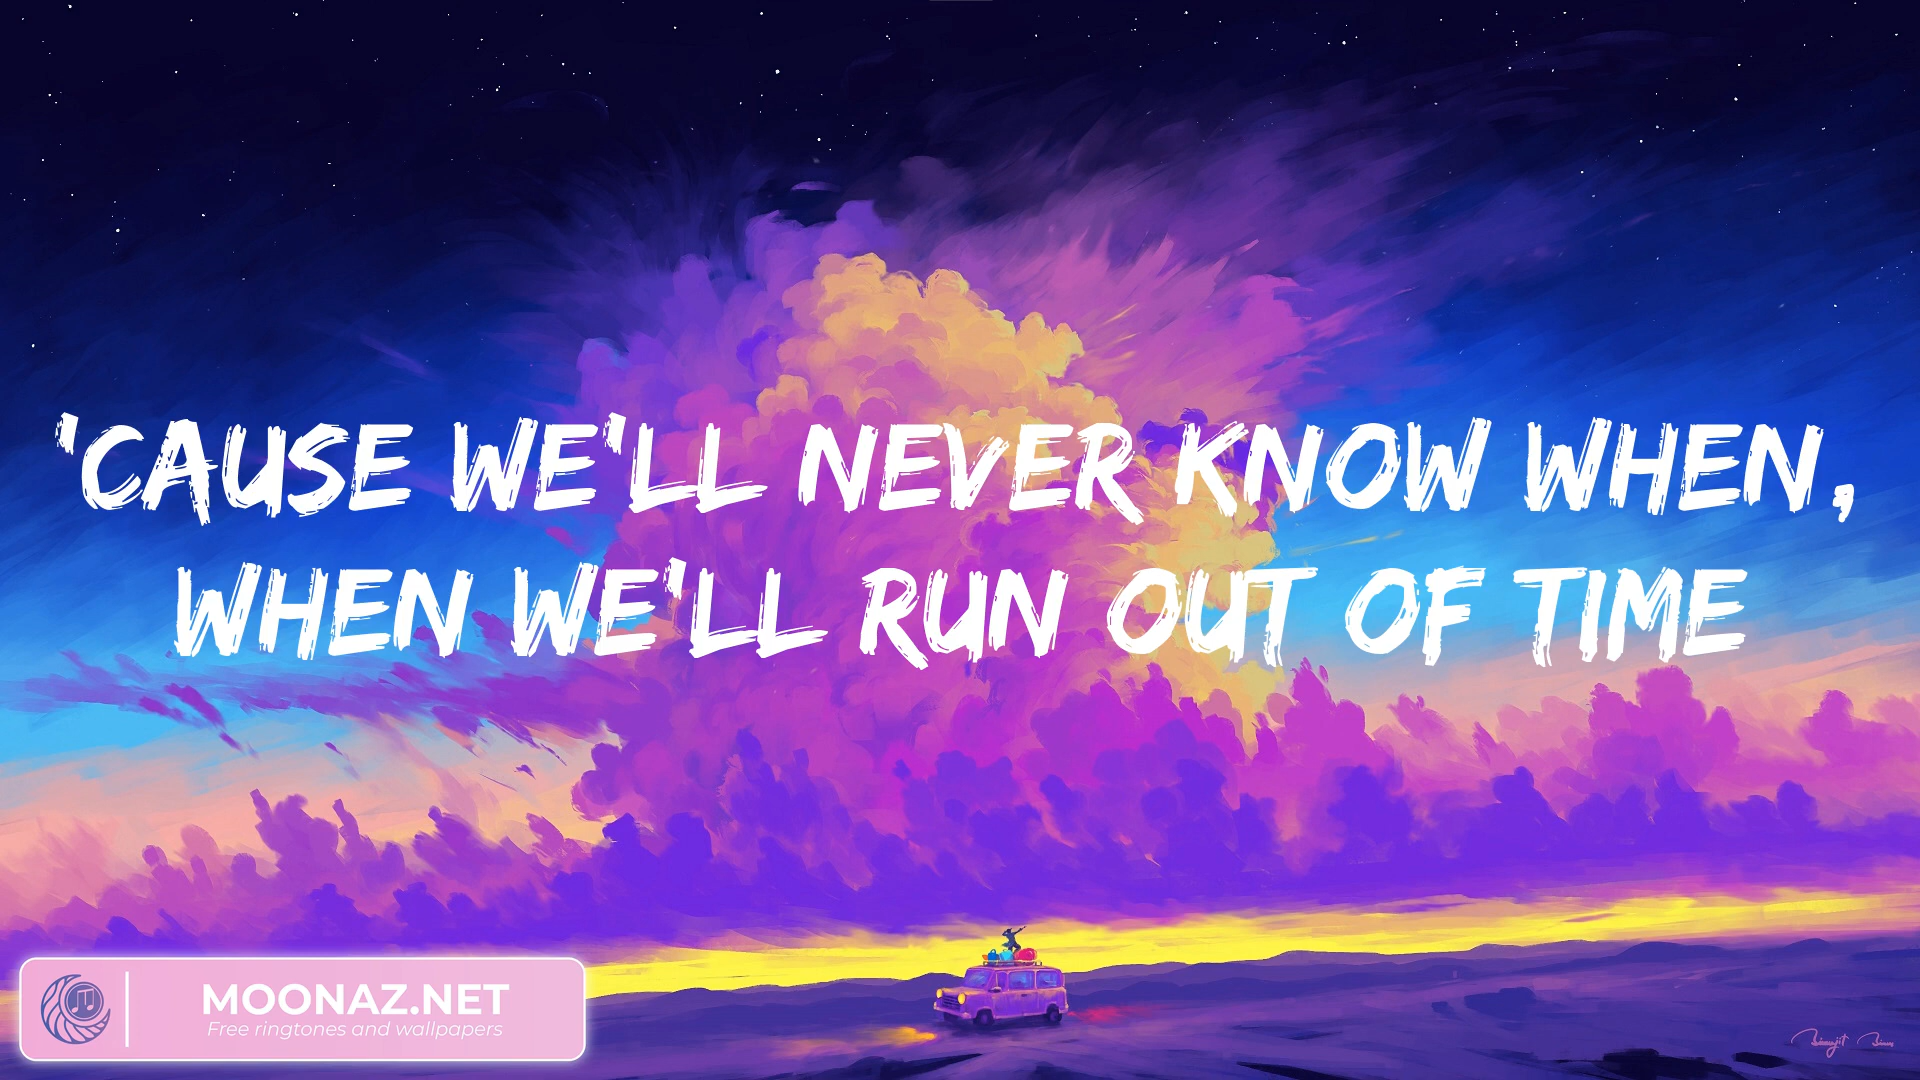 'CAUSE WE'LL NEVER KNOW WHEN,
WHEN WE'LL RUN OUT OF TIME
MOONAZ.NET
Free ringtones and wallpapers